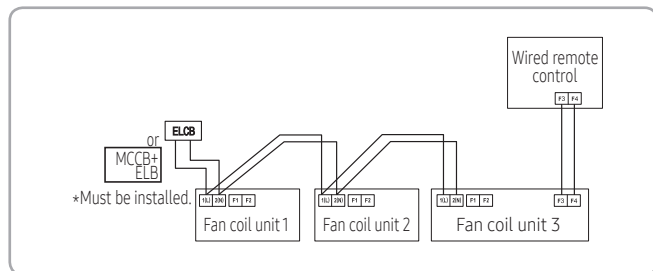 Wired remote
control
F3 F4
ELCB
or
MCCB+
ELB
*Must be installed.
1(L) 2(N) F1 F2
Fan coil unit 1
1(L) 2(N) F1 F2
Fan coil unit 2
1(L) 2(N) F1 F2 F3 F4
Fan coil unit 3